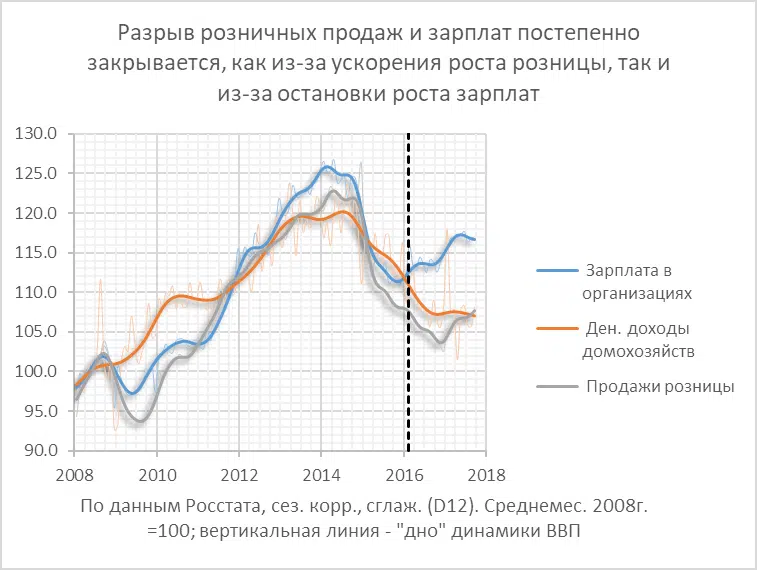 Разрыв розничных продаж и зарплат постепенно
закрывается, как из-за ускорения роста розницы, так и
из-за остановки роста зарплат
130.0
125.0
120.0
115.0
110.0
105.0
100.0
95.0
90.0
2008 2010 2012 2014 2016 2018
Зарплата в
организациях
Ден. доходы
домохозяйств
Продажи розницы
По данным Росстата, сез. корр., сглаж. (D12). Среднемес. 2008г.
=100; вертикальная линия - "дно" динамики ВВП